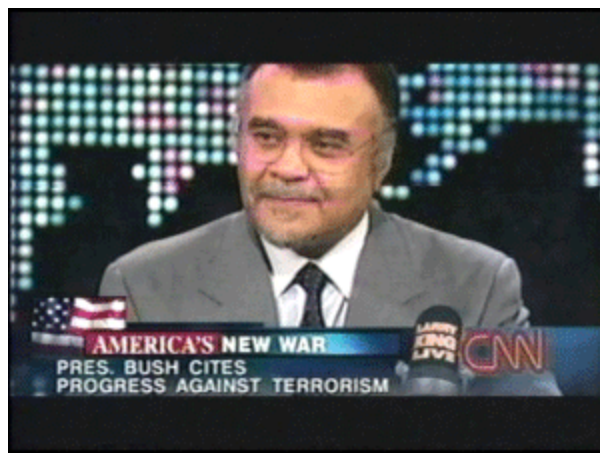 AMERICA'S NEW WAR
LARRY
KING
LIVE
CNN
PRES. BUSH CITES
PROGRESS AGAINST TERRORISM